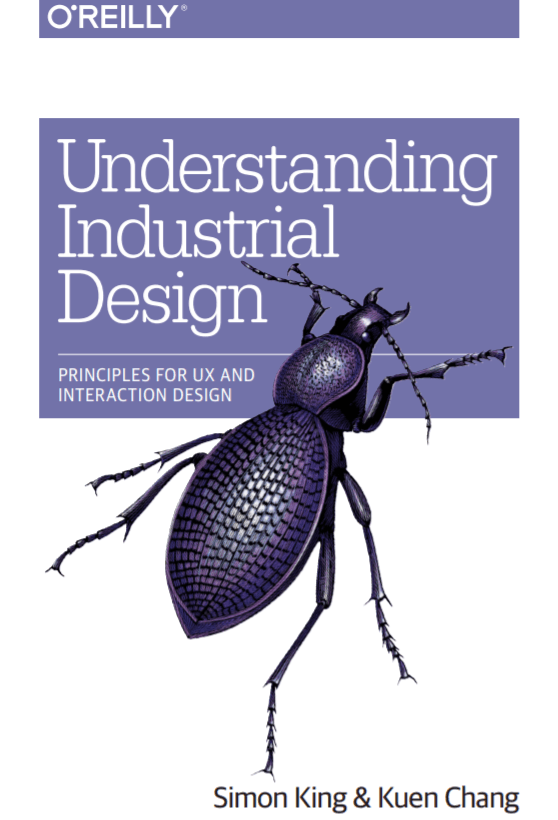 O'REILLY®
Understanding
Industrial
Design
PRINCIPLES FOR UX AND
INTERACTION DESIGN
Simon King & Kuen Chang